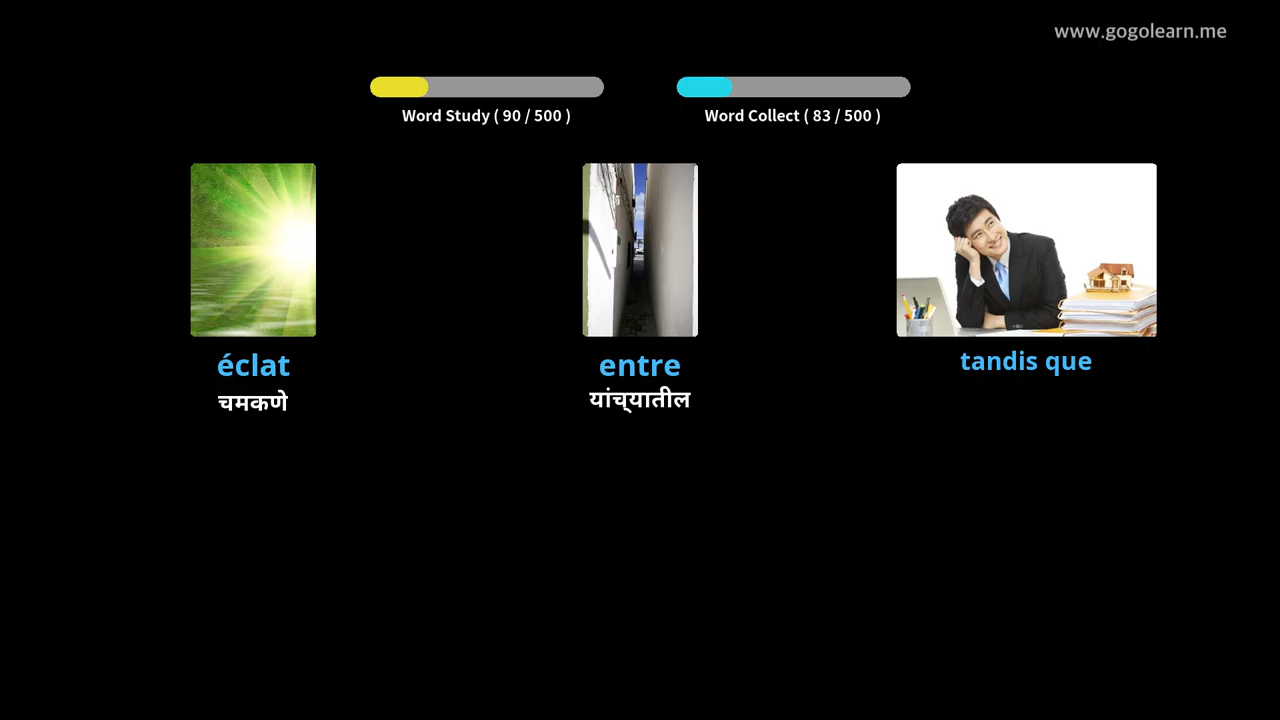 www.gogolearn.me
Word Study ( 90 / 500 )
Word Collect ( 83 / 500 )
éclat
चमकणे
entre
यांच्यातील
tandis que